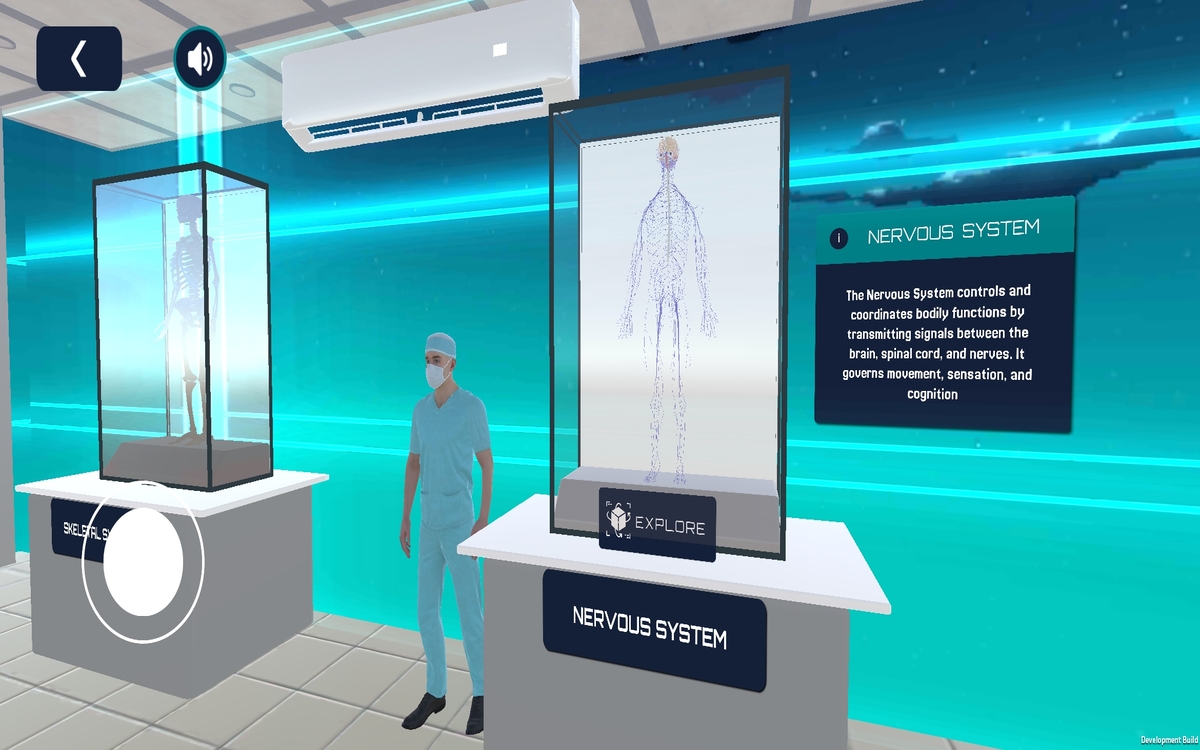 NERVOUS SYSTEM
The Nervous System controls and
coordinates bodily functions by
transmitting signals between the
brain, spinal cord, and nerves. It
governs movement, sensation, and
cognition
EXPLORE
SKELETAL
NERVOUS SYSTEM
Development Build